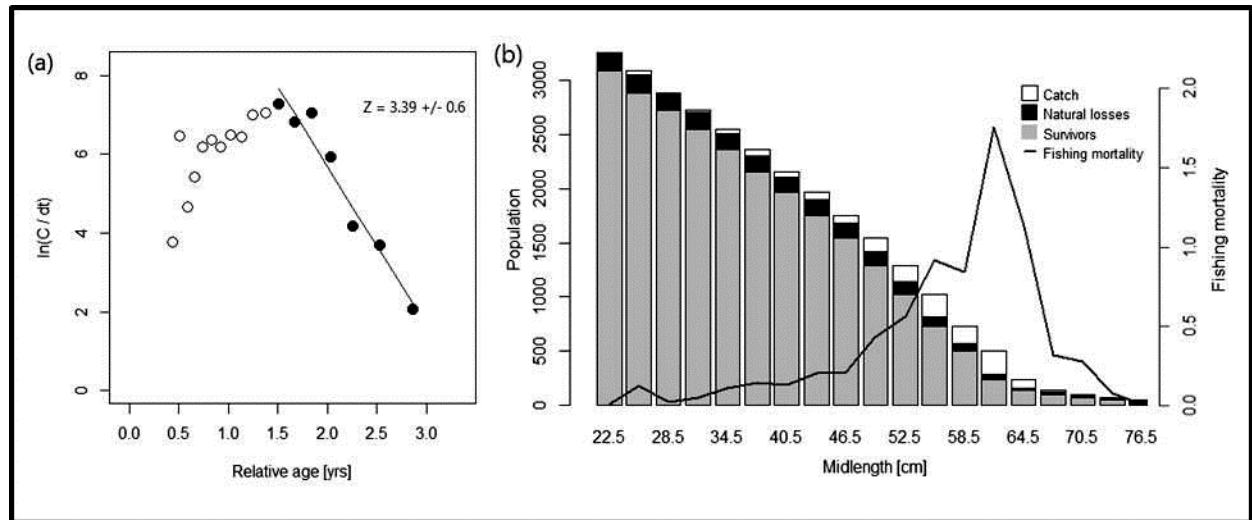 (a)
ln(C / dt)
8
6
4
2
0
Z = 3.39 +/- 0.6
0.0 0.5 1.0 1.5 2.0 2.5 3.0
Relative age [yrs]
(b)
Population
3000
2500
2000
1500
1000
500
0
Catch
Natural losses
Survivors
Fishing mortality
2.0
1.5
1.0
0.5
0.0
Fishing mortality
22.5 28.5 34.5 40.5 46.5 52.5 58.5 64.5 70.5 76.5
Midlength [cm]